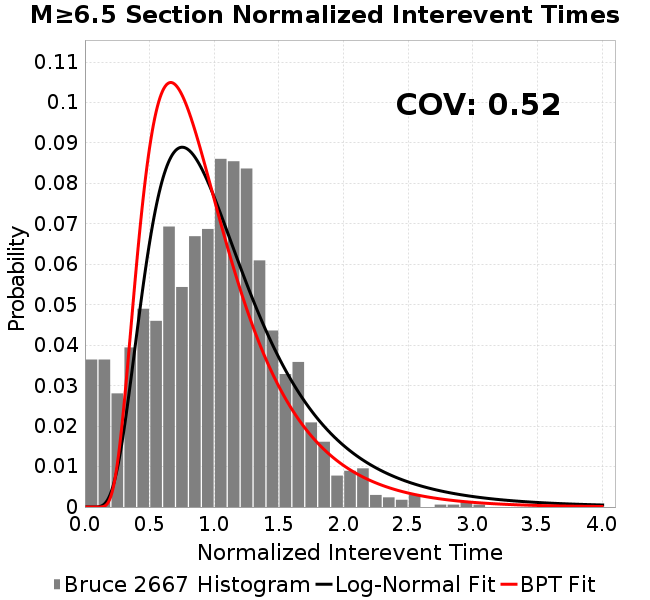 M≥6.5 Section Normalized Interevent Times
COV: 0.52
Probability
0.11
0.1
0.09
0.08
0.07
0.06
0.05
0.04
0.03
0.02
0.01
0
0.0 0.5 1.0 1.5 2.0 2.5 3.0 3.5 4.0
Normalized Interevent Time
Bruce 2667 Histogram Log-Normal Fit BPT Fit